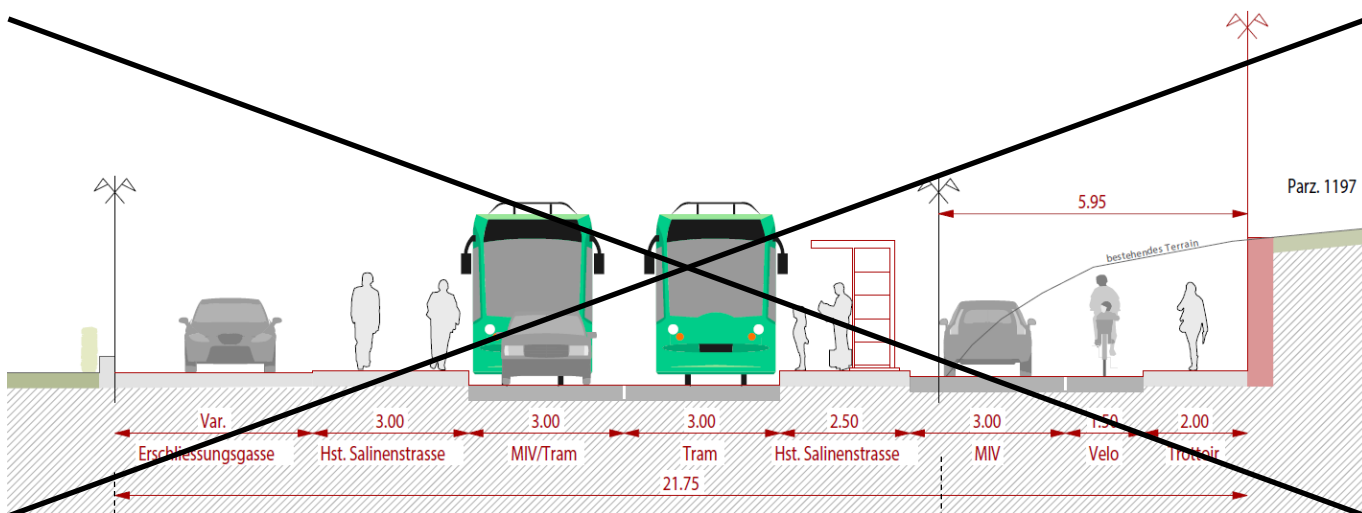 Parz. 1197
5.95
bestehendes Terrain
Var. 3.00 3.00 3.00 2.50 3.00 1.50 2.00
Erschliessungsgasse Hst. Salinenstrasse MIV/Tram Tram Hst. Salinenstrasse MIV Velo Trottoir
21.75